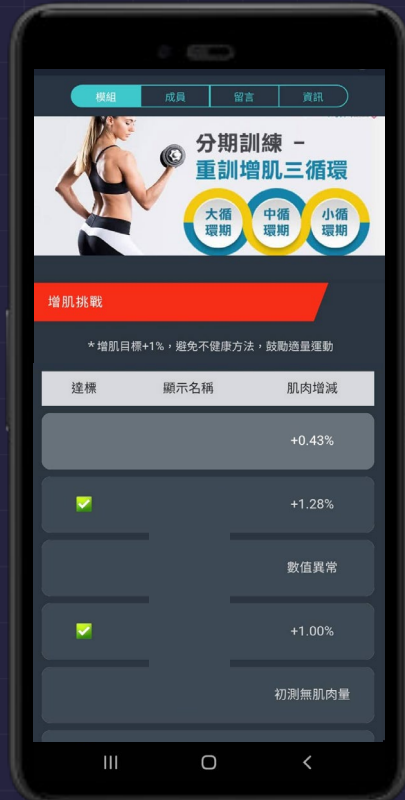 模組
成員
留言
資訊
分期訓練 –
重訓增肌三循環
大循
環期
中循
環期
小循
環期
增肌挑戰
*增肌目標+1%，避免不健康方法，鼓勵適量運動
達標 顯示名稱 肌肉增減
+0.43%
✅ +1.28%
數值異常
✅ +1.00%
初測無肌肉量